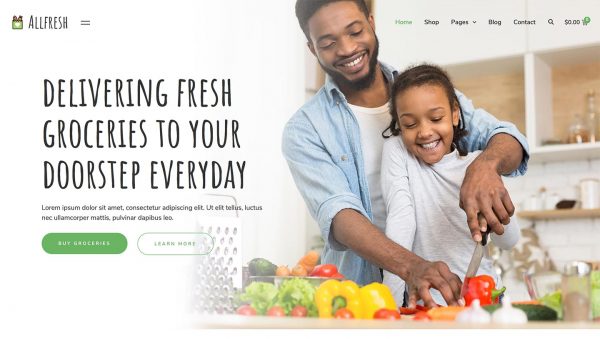 ALLFRESH
Home Shop Pages Blog Contact $0.00 0
DELIVERING FRESH
GROCERIES TO YOUR
DOORSTEP EVERYDAY
Lorem ipsum dolor sit amet, consectetur adipiscing elit. Ut elit tellus, luctus
nec ullamcorper mattis, pulvinar dapibus leo.
BUY GROCERIES LEARN MORE